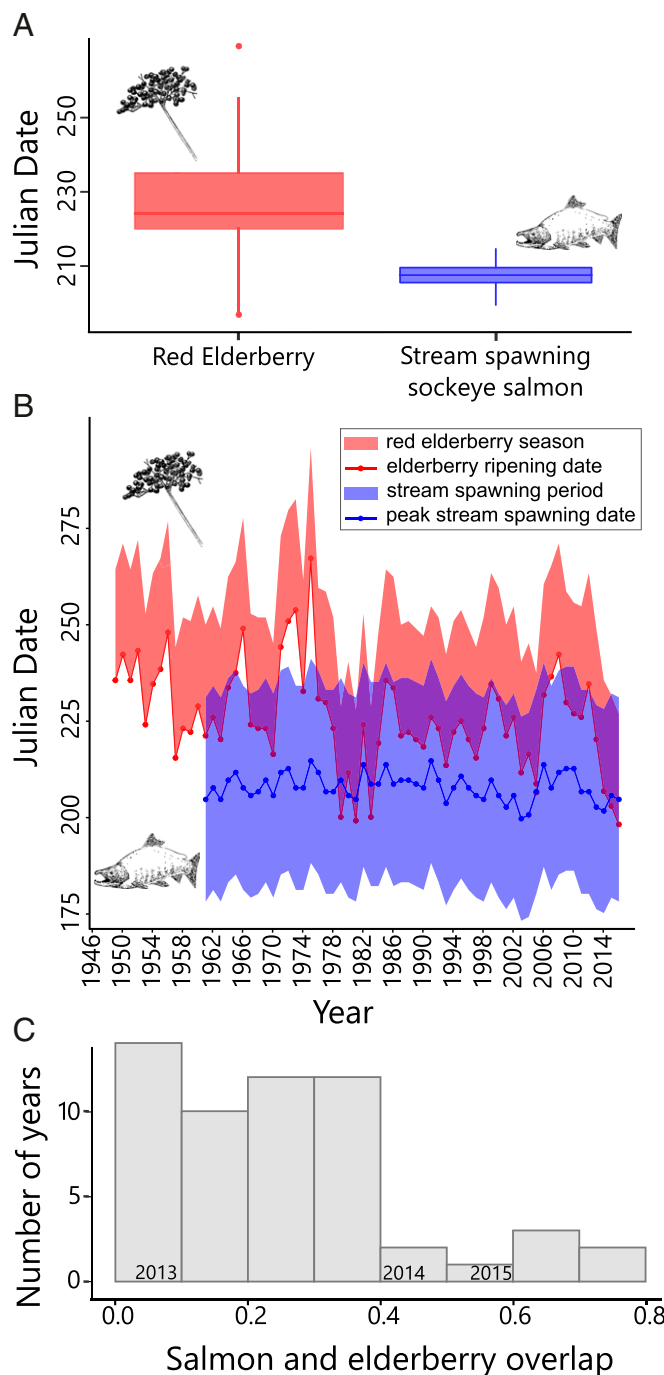 A
Julian Date
250
230
210
Red Elderberry
Stream spawning
sockeye salmon
B
red elderberry season
elderberry ripening date
stream spawning period
peak stream spawning date
Julian Date
275
250
225
200
175
1946
1950
1954
1958
1962
1966
1970
1974
1978
1982
1986
1990
1994
1998
2002
2006
2010
2014
Year
C
Number of years
10
5
0
2013
2014
2015
0.0
0.2
0.4
0.6
0.8
Salmon and elderberry overlap